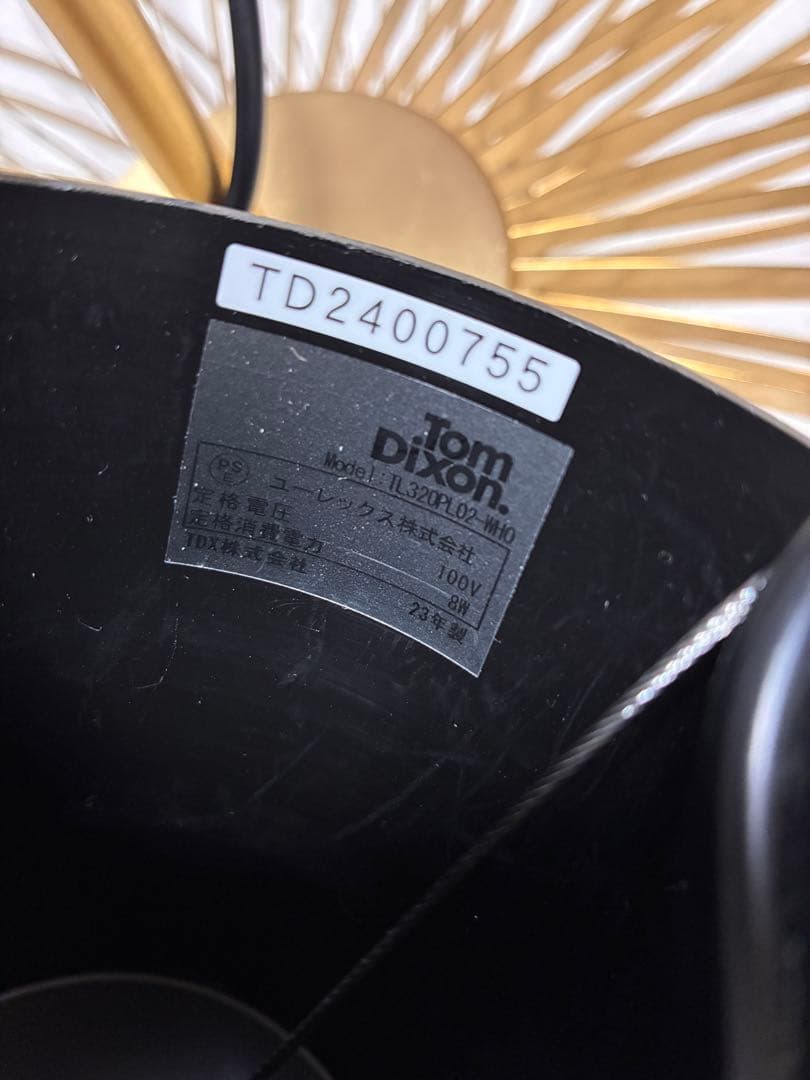 TD2400755
Tom
Dixon.
Model:TL320PL02-WHO
PS
E
ユーレックス株式会社
定格電圧 100V
定格消費電力 8W
TDX株式会社 23年製